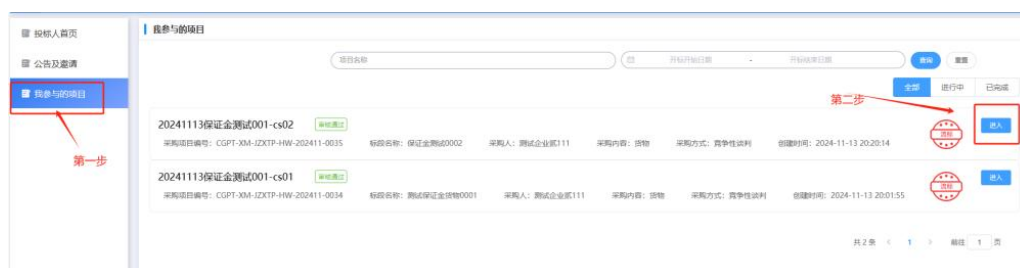 投标人首页
公告及邀请
我参与的项目
第一步
我参与的项目
项目名称
开标开始日期 - 开标结束日期
查询 重置
全部 进行中 已完成
第二步
20241113保证金测试001-cs02 审核通过
采购项目编号: CGPT-XM-JZXTP-HW-202411-0035 标段名称: 保证金测试0002 采购人: 测试企业贰111 采购内容: 货物 采购方式: 竞争性谈判 创建时间: 2024-11-13 20:20:14
流标
进入
20241113保证金测试001-cs01 审核通过
采购项目编号: CGPT-XM-JZXTP-HW-202411-0034 标段名称: 测试保证金货物0001 采购人: 测试企业贰111 采购内容: 货物 采购方式: 竞争性谈判 创建时间: 2024-11-13 20:01:55
流标
进入
共 2 条 < 1 > 前往 1 页